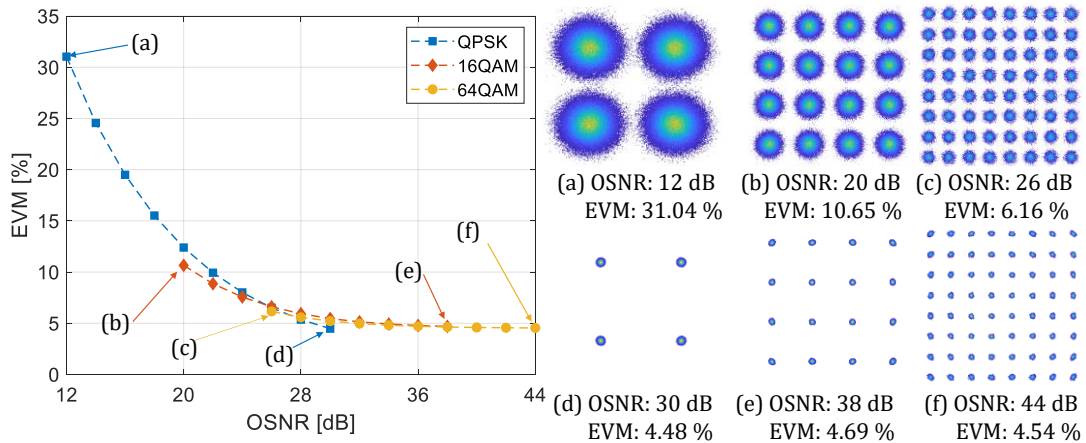 35
30
25
20
15
10
5
0
EVM [%]
12
20
28
36
44
OSNR [dB]
QPSK
16QAM
64QAM
(a)
(b)
(c)
(d)
(e)
(f)
(a) OSNR: 12 dB
EVM: 31.04 %
(b) OSNR: 20 dB
EVM: 10.65 %
(c) OSNR: 26 dB
EVM: 6.16 %
(d) OSNR: 30 dB
EVM: 4.48 %
(e) OSNR: 38 dB
EVM: 4.69 %
(f) OSNR: 44 dB
EVM: 4.54 %